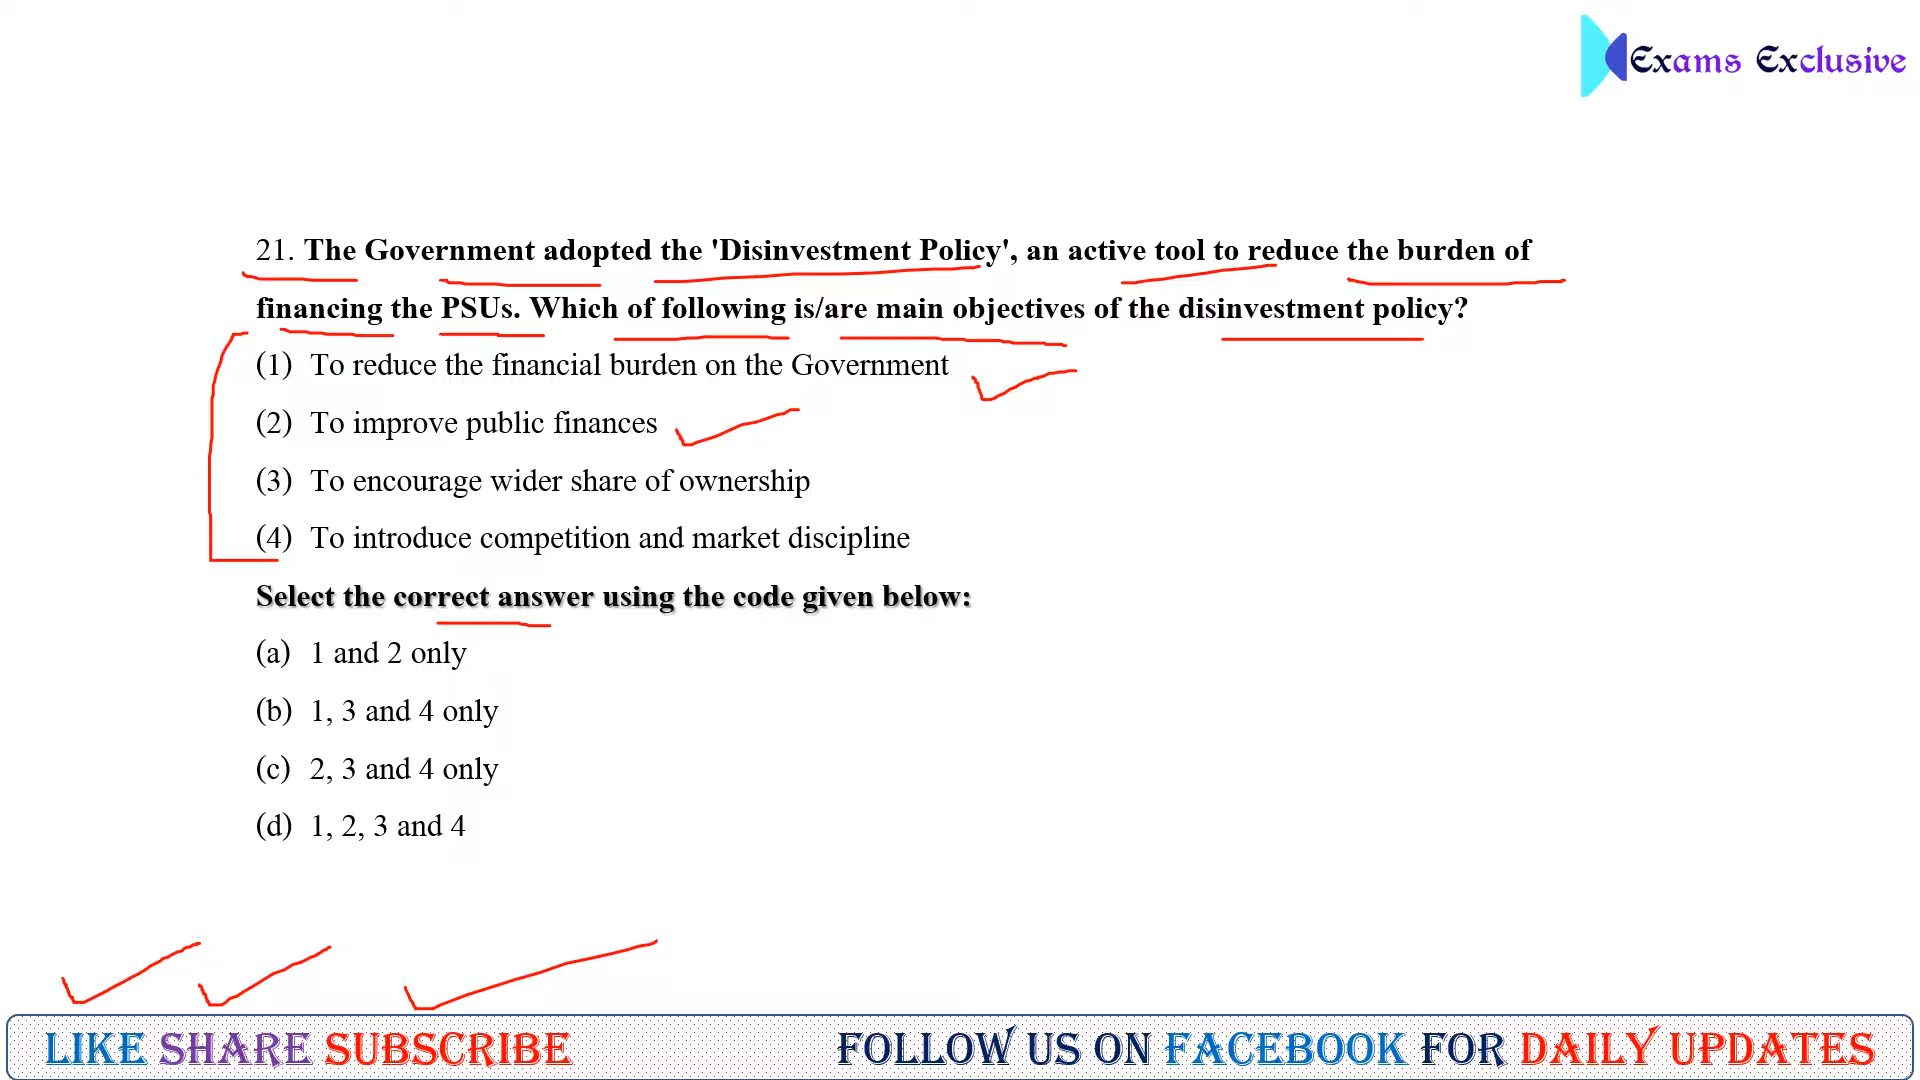 Exams Exclusive
21. The Government adopted the 'Disinvestment Policy', an active tool to reduce the burden of
financing the PSUs. Which of following is/are main objectives of the disinvestment policy?
(1) To reduce the financial burden on the Government
(2) To improve public finances
(3) To encourage wider share of ownership
(4) To introduce competition and market discipline
Select the correct answer using the code given below:
(a) 1 and 2 only
(b) 1, 3 and 4 only
(c) 2, 3 and 4 only
(d) 1, 2, 3 and 4
LIKE SHARE SUBSCRIBE FOLLOW US ON FACEBOOK FOR DAILY UPDATES